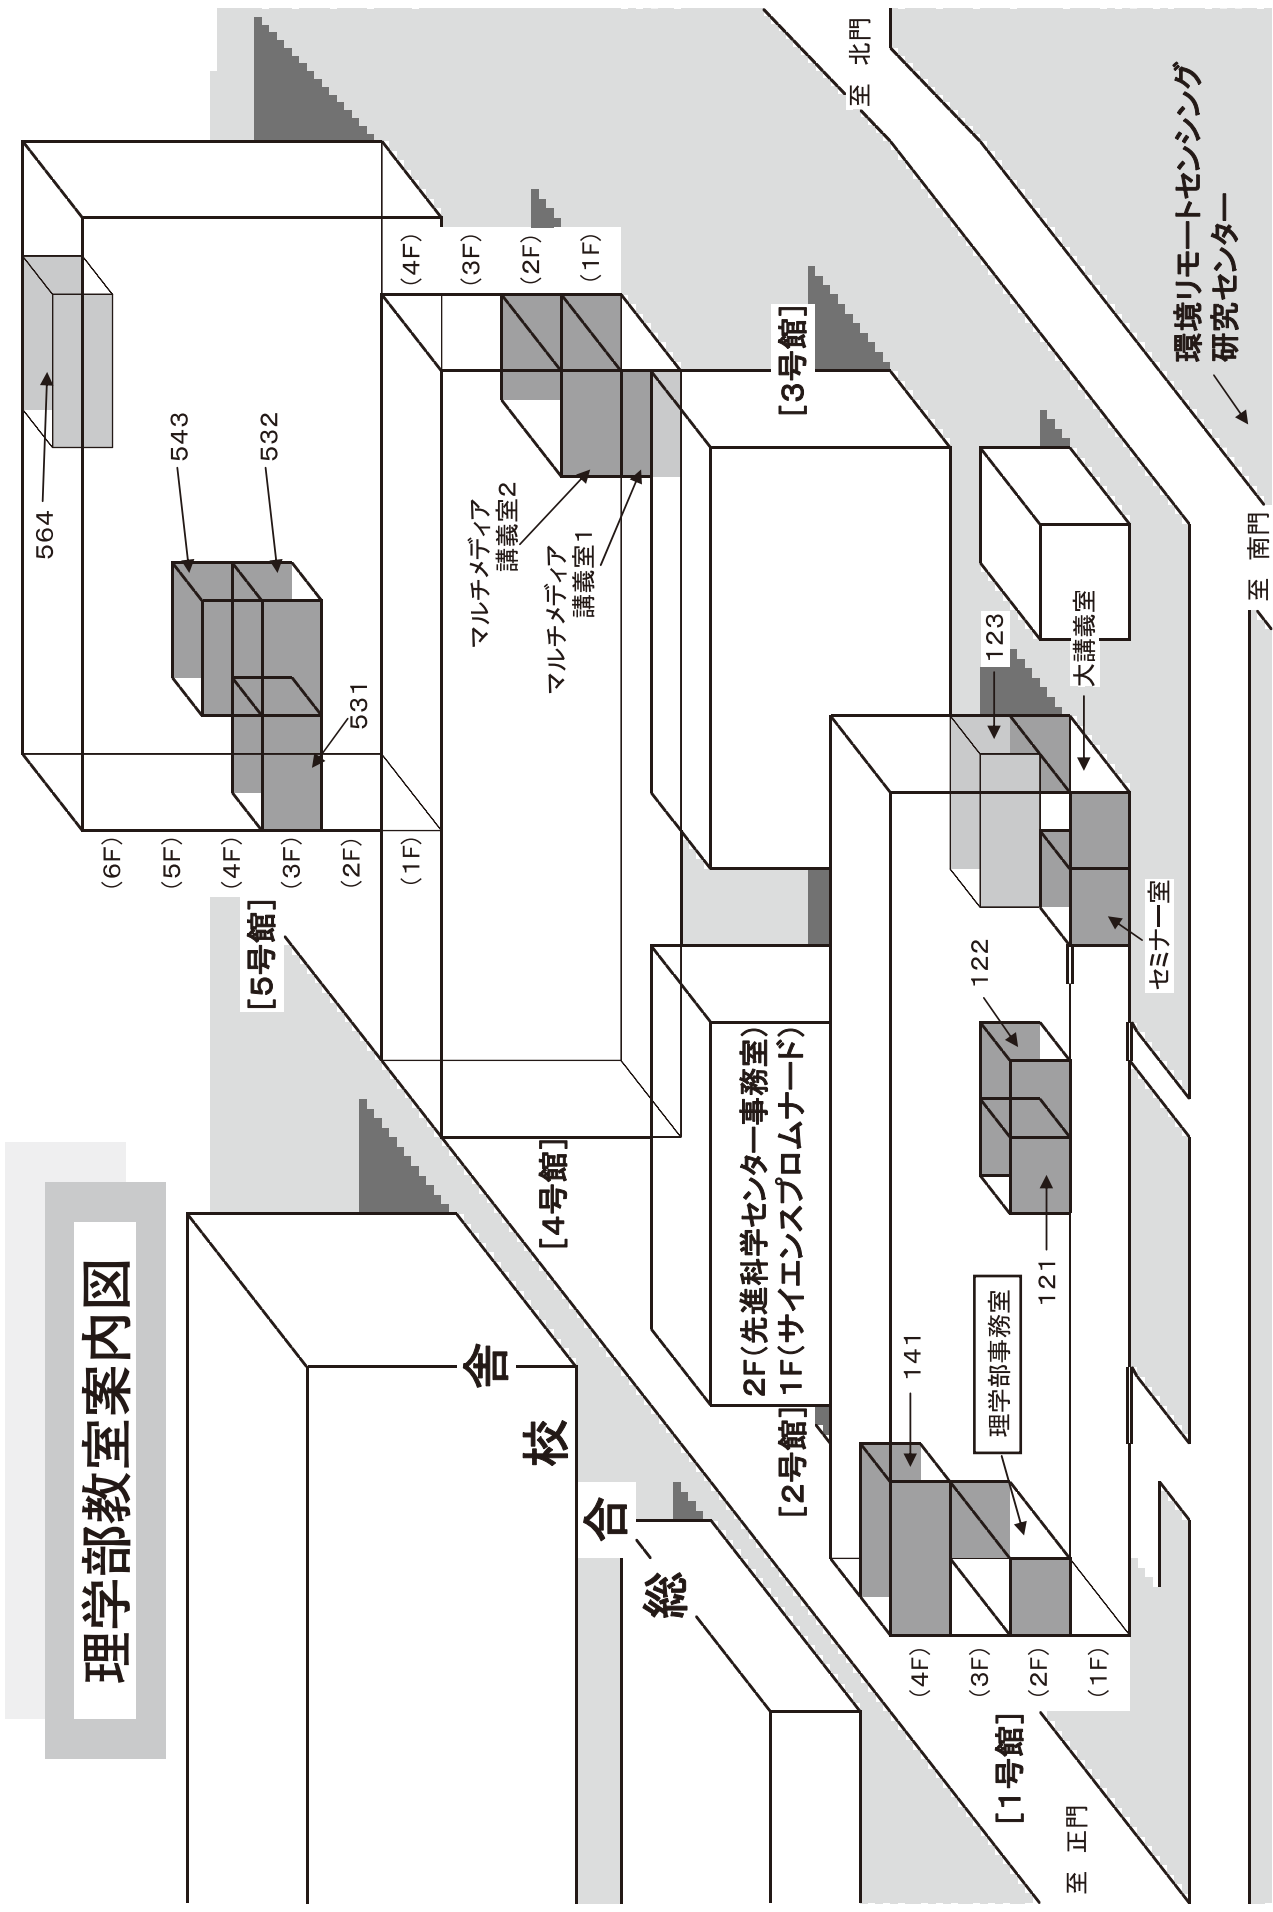 理学部教室案内図
564
543
532
531
(6F)
(5F)
(4F)
(3F)
(2F)
(1F)
[5号館]
(4F)
(3F)
(2F)
(1F)
マルチメディア
講義室2
マルチメディア
講義室1
[4号館]
[3号館]
総合校舎
2F(先進科学センター事務室)
[2号館] 1F(サイエンスプロムナード)
123
大講義室
セミナー室
122
121
141
理学部事務室
(4F)
(3F)
(2F)
(1F)
[1号館]
至 正門
至 南門
至 北門
環境リモートセンシング
研究センター